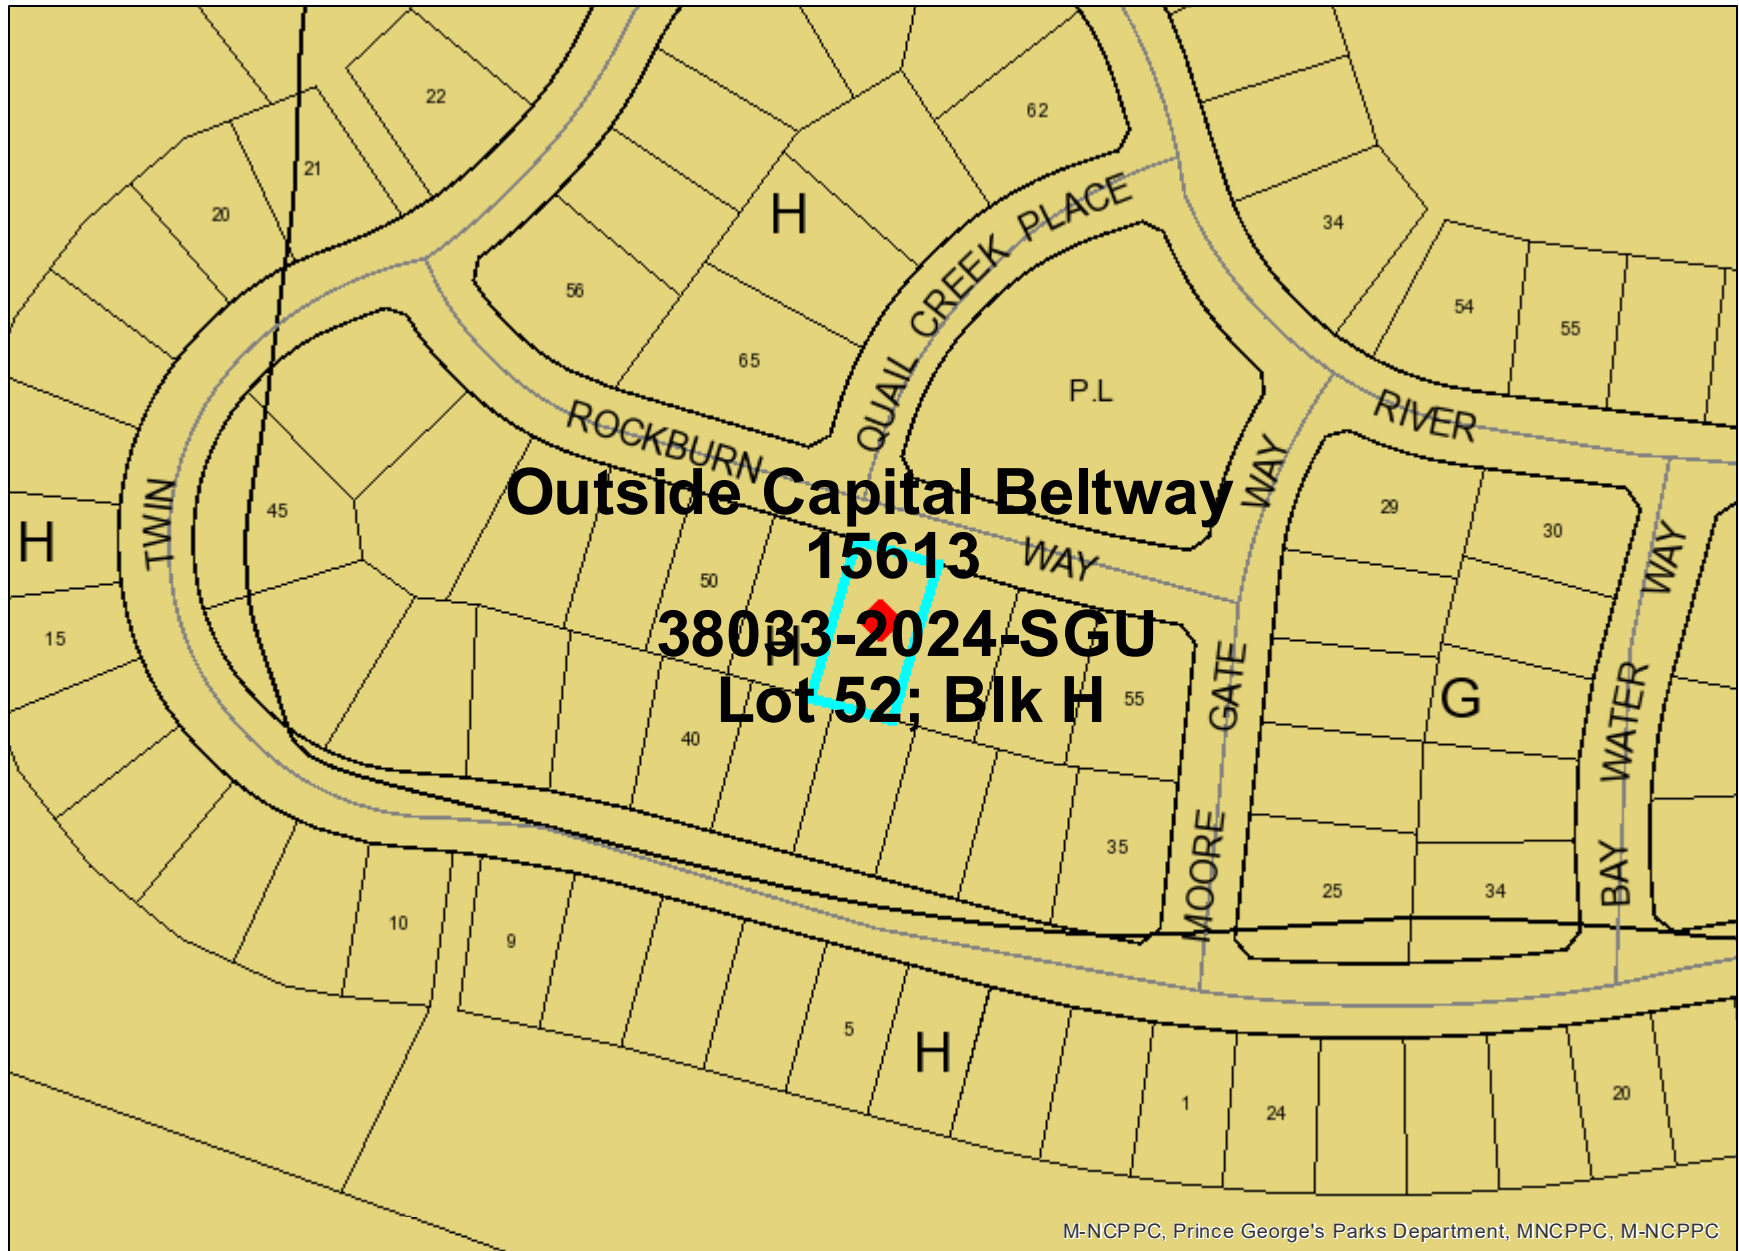 22
62
21
20
H
34
54
55
56
65
QUAIL CREEK PLACE
P.L
RIVER
ROCKBURN
WAY
TWIN
45
H
29
30
WAY
Outside Capital Beltway
15613
WAY
50
38033-2024-SGU
H
15
Lot 52; Blk H
55
G
40
MOORE GATE
BAY WATER
35
25
34
10
9
5
H
1
24
20
M-NCPPC, Prince George's Parks Department, MNCPPC, M-NCPPC